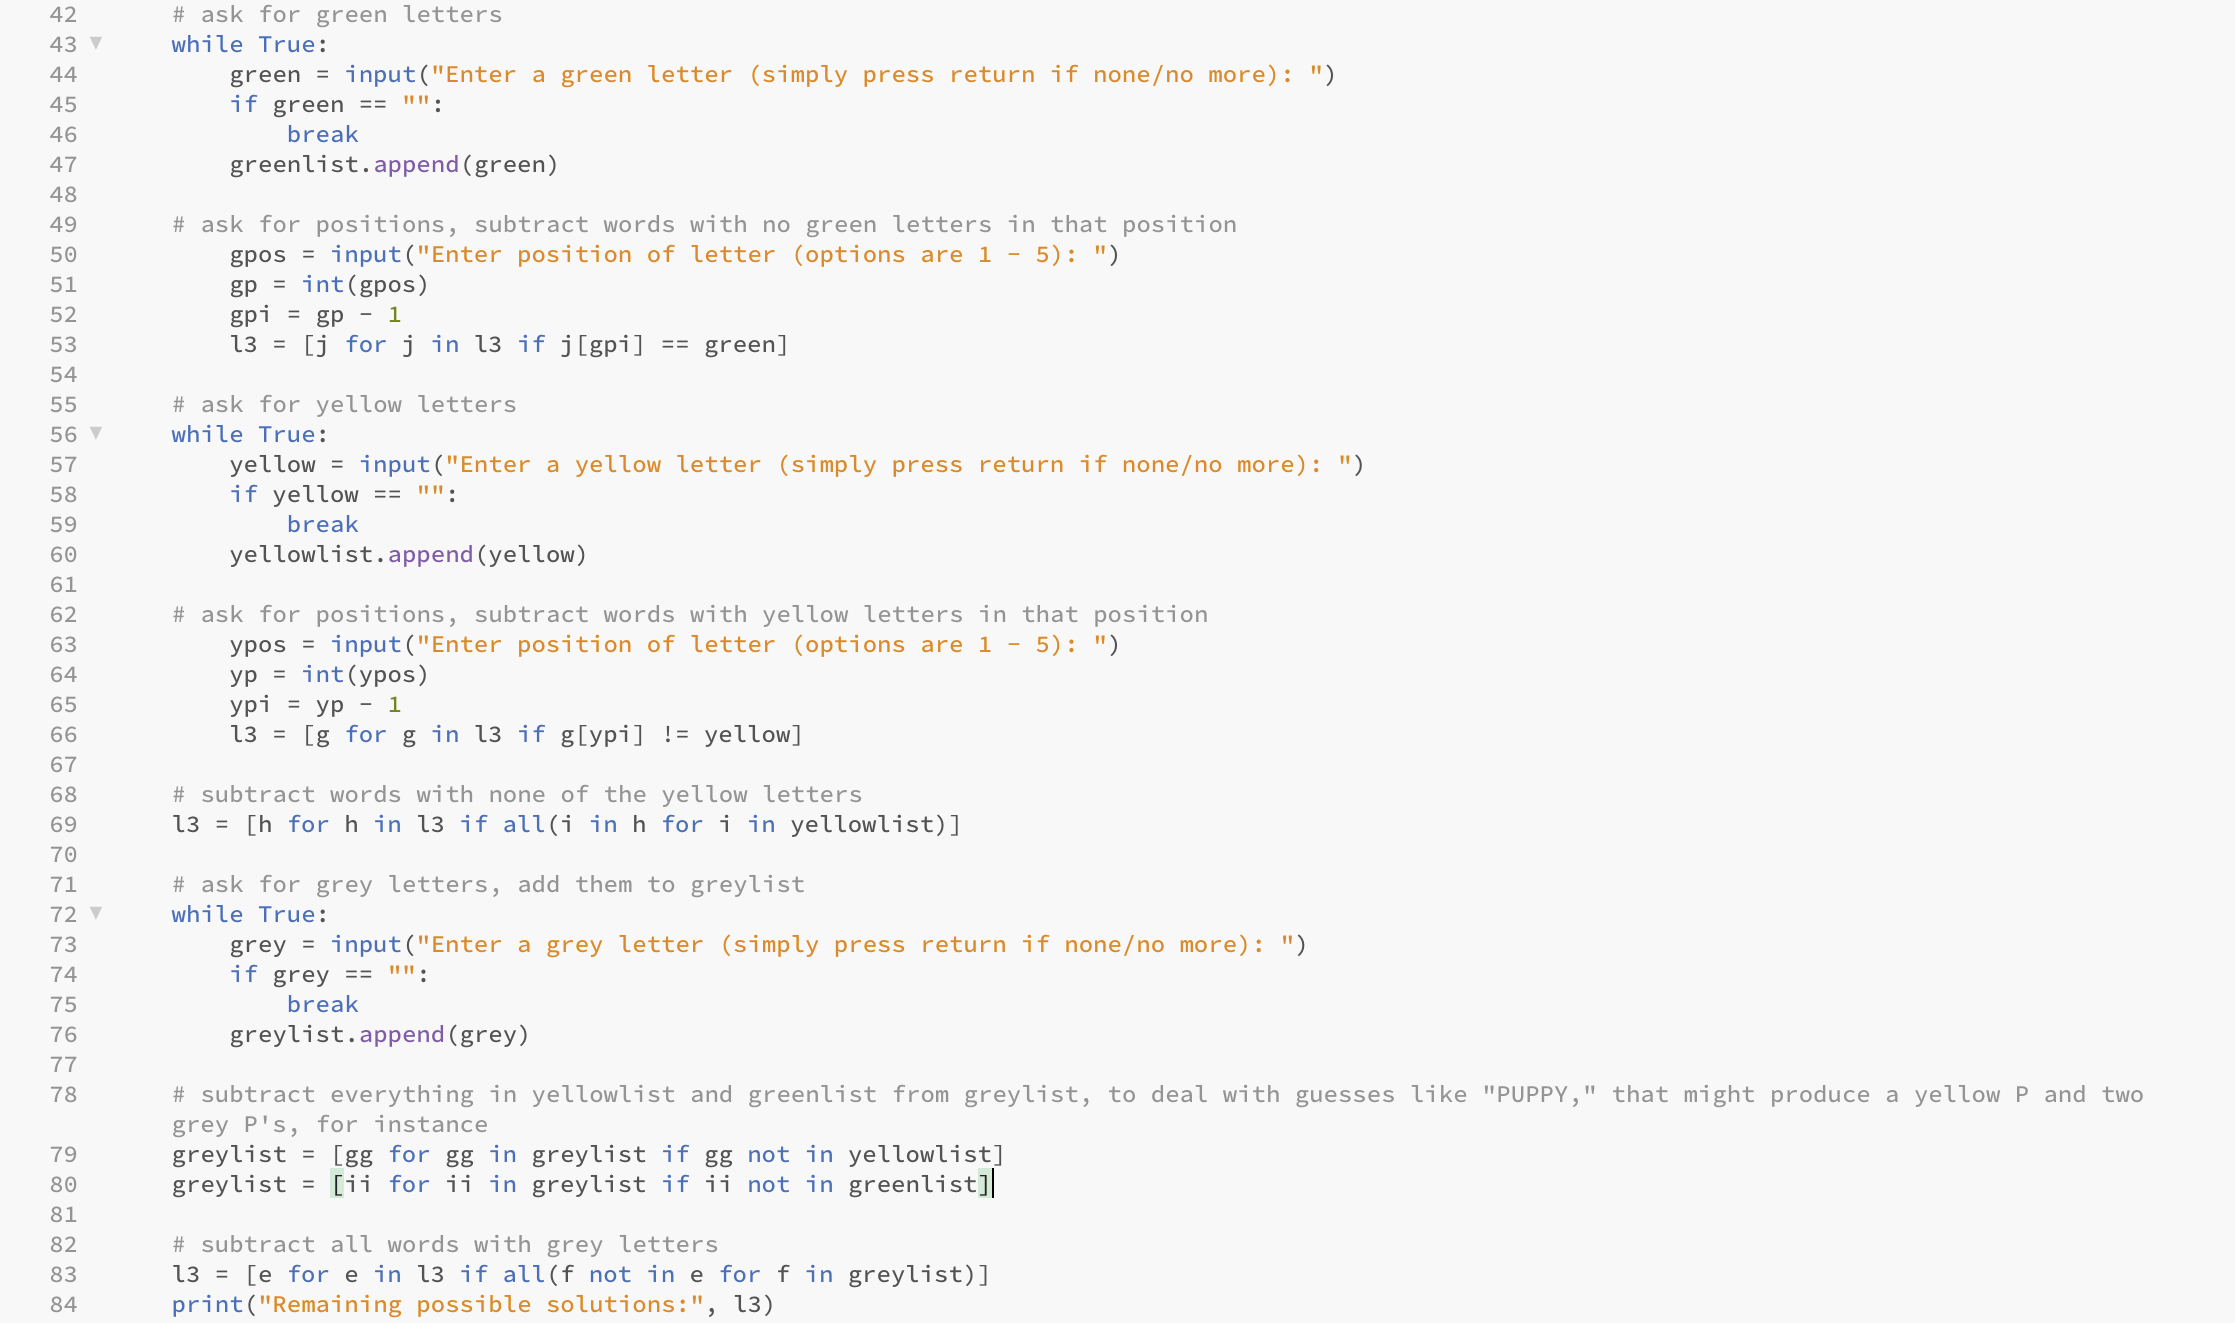 42 # ask for green letters
43 ▼ while True:
44 green = input("Enter a green letter (simply press return if none/no more): ")
45 if green == "":
46 break
47 greenlist.append(green)
48
49 # ask for positions, subtract words with no green letters in that position
50 gpos = input("Enter position of letter (options are 1 - 5): ")
51 gp = int(gpos)
52 gpi = gp - 1
53 l3 = [j for j in l3 if j[gpi] == green]
54
55 # ask for yellow letters
56 ▼ while True:
57 yellow = input("Enter a yellow letter (simply press return if none/no more): ")
58 if yellow == "":
59 break
60 yellowlist.append(yellow)
61
62 # ask for positions, subtract words with yellow letters in that position
63 ypos = input("Enter position of letter (options are 1 - 5): ")
64 yp = int(ypos)
65 ypi = yp - 1
66 l3 = [g for g in l3 if g[ypi] != yellow]
67
68 # subtract words with none of the yellow letters
69 l3 = [h for h in l3 if all(i in h for i in yellowlist)]
70
71 # ask for grey letters, add them to greylist
72 ▼ while True:
73 grey = input("Enter a grey letter (simply press return if none/no more): ")
74 if grey == "":
75 break
76 greylist.append(grey)
77
78 # subtract everything in yellowlist and greenlist from greylist, to deal with guesses like "PUPPY," that might produce a yellow P and two
grey P's, for instance
79 greylist = [gg for gg in greylist if gg not in yellowlist]
80 greylist = [ii for ii in greylist if ii not in greenlist]
81
82 # subtract all words with grey letters
83 l3 = [e for e in l3 if all(f not in e for f in greylist)]
84 print("Remaining possible solutions:", l3)